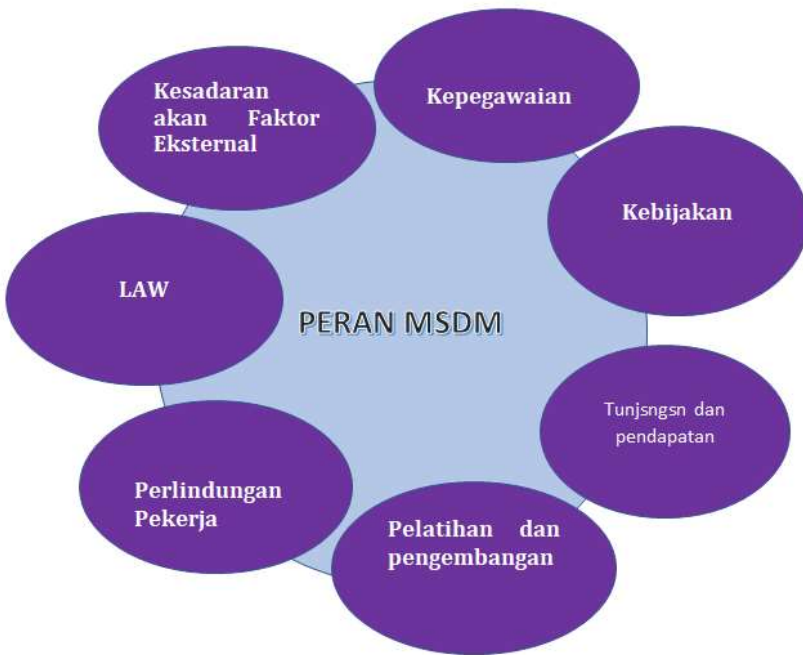 Kesadaran
akan Faktor
Eksternal
Kepegawaian
Kebijakan
LAW
PERAN MSDM
Tunjsngsn dan
pendapatan
Perlindungan
Pekerja
Pelatihan dan
pengembangan